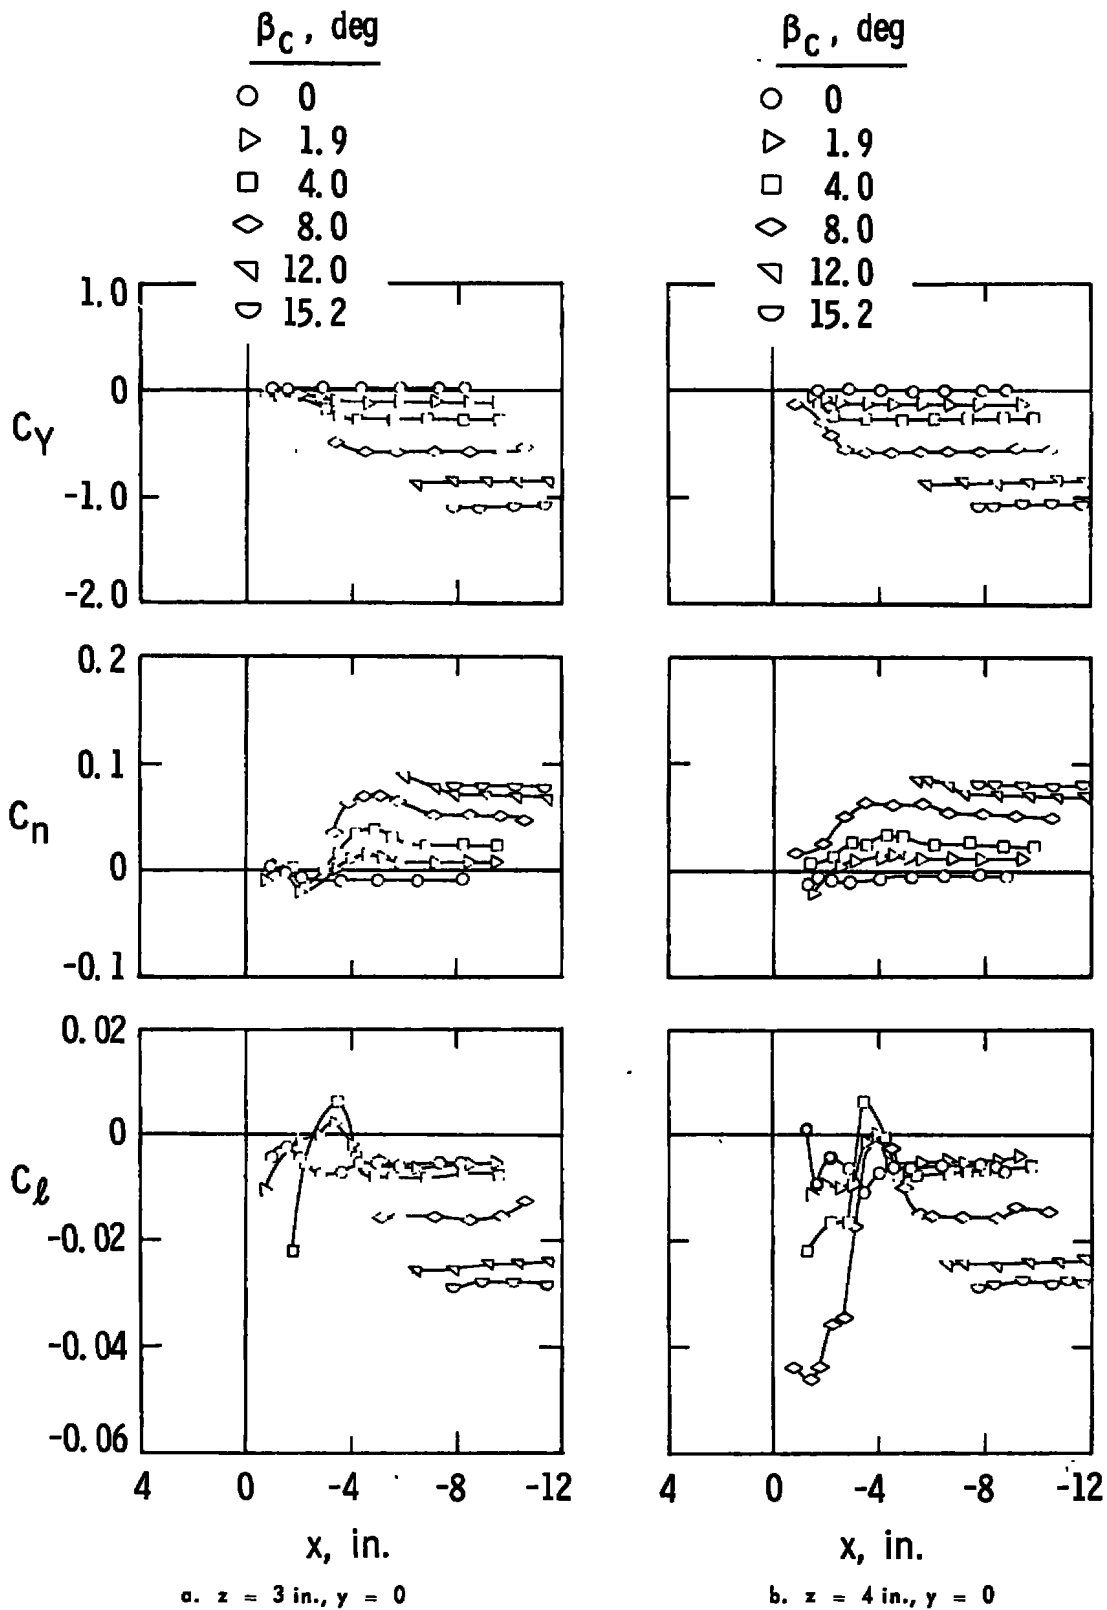 β_C, deg
0
1.9
4.0
8.0
12.0
15.2
β_C, deg
0
1.9
4.0
8.0
12.0
15.2
1.0
0
-1.0
-2.0
C_Y
0.2
0.1
0
-0.1
C_n
0.02
0
-0.02
-0.04
-0.06
C_ℓ
4 0 -4 -8 -12
4 0 -4 -8 -12
x, in.
x, in.
a. z = 3 in., y = 0
b. z = 4 in., y = 0